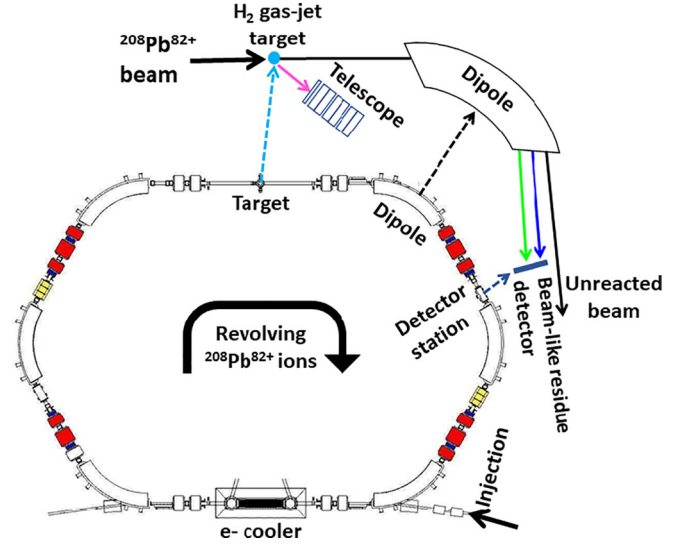 H₂ gas-jet
target
²⁰⁸Pb⁸²⁺
beam
Telescope
Dipole
Target
Dipole
Detector
station
Beam-like residue
detector
Unreacted
beam
Revolving
²⁰⁸Pb⁸²⁺ ions
Injection
e- cooler